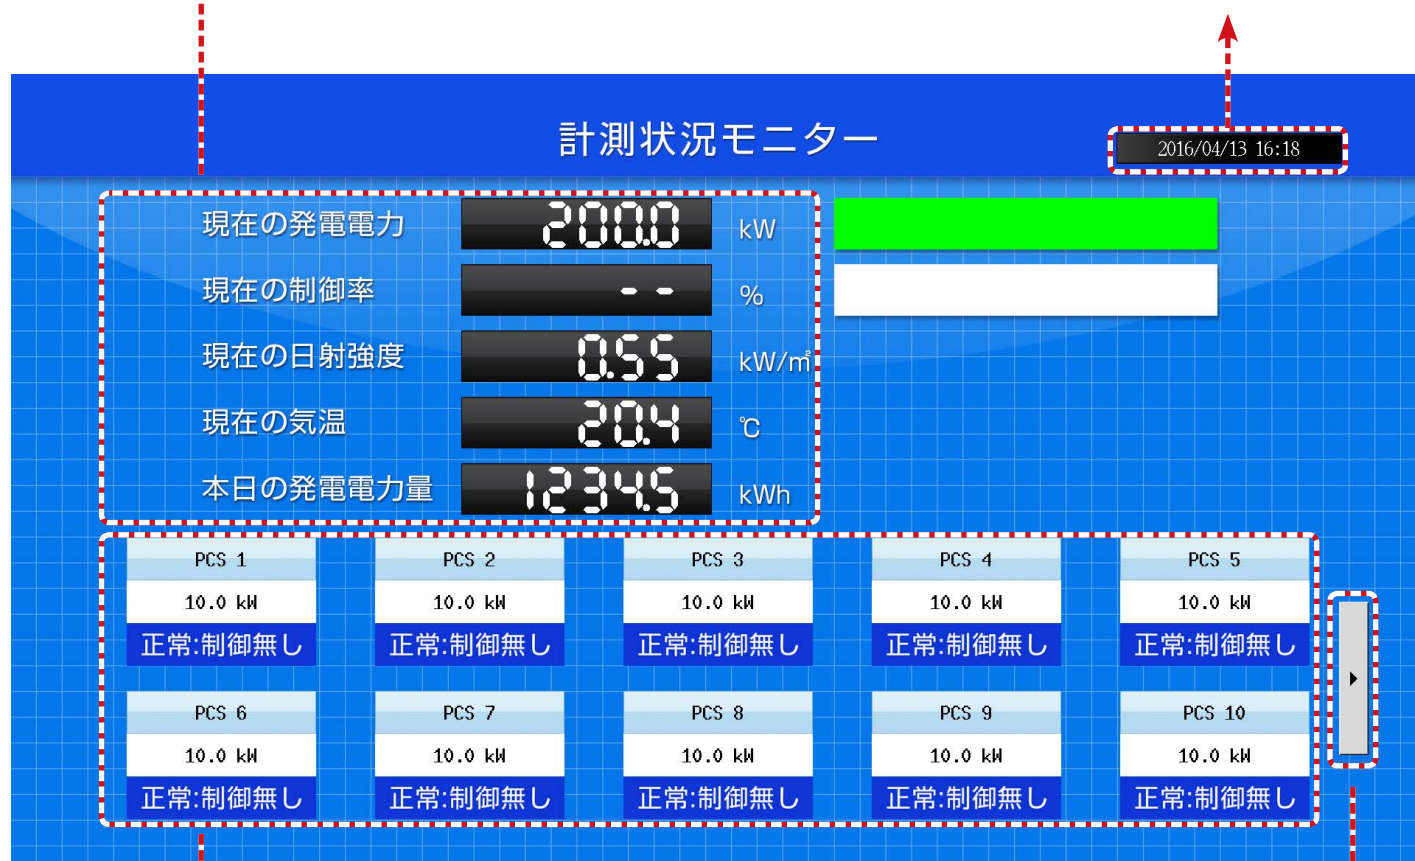 計測状況モニター
2016/04/13 16:18
現在の発電電力 200.0 kW
現在の制御率 -- %
現在の日射強度 0.55 kW/㎡
現在の気温 20.4 ℃
本日の発電電力量 1234.5 kWh
PCS 1 PCS 2 PCS 3 PCS 4 PCS 5
10.0 kW 10.0 kW 10.0 kW 10.0 kW 10.0 kW
正常:制御無し 正常:制御無し 正常:制御無し 正常:制御無し 正常:制御無し
PCS 6 PCS 7 PCS 8 PCS 9 PCS 10
10.0 kW 10.0 kW 10.0 kW 10.0 kW 10.0 kW
正常:制御無し 正常:制御無し 正常:制御無し 正常:制御無し 正常:制御無し